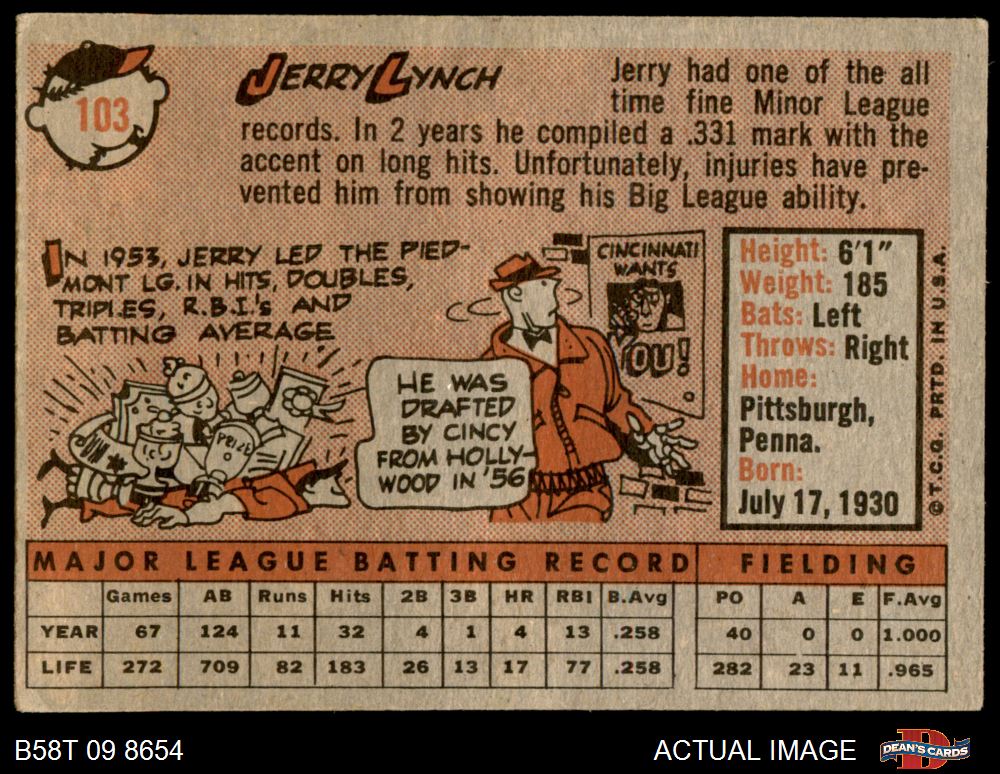 103
JERRY LYNCH
Jerry had one of the all
time fine Minor League
records. In 2 years he compiled a .331 mark with the
accent on long hits. Unfortunately, injuries have pre-
vented him from showing his Big League ability.
IN 1953, JERRY LED THE PIED-
MONT LG. IN HITS, DOUBLES,
TRIPLES, R.B.I.'s AND
BATTING AVERAGE
HE WAS
DRAFTED
BY CINCY
FROM HOLLY-
WOOD IN '56
CINCINNATI
WANTS
YOU!
Height: 6'1"
Weight: 185
Bats: Left
Throws: Right
Home:
Pittsburgh,
Penna.
Born:
July 17, 1930
© T.C.G. PRTD. IN U.S.A.
MAJOR LEAGUE BATTING RECORD FIELDING
Games AB Runs Hits 2B 3B HR RBI B.Avg PO A E F.Avg
YEAR 67 124 11 32 4 1 4 13 .258 40 0 0 1.000
LIFE 272 709 82 183 26 13 17 77 .258 282 23 11 .965
B58T 09 8654 ACTUAL IMAGE DEAN'S CARDS